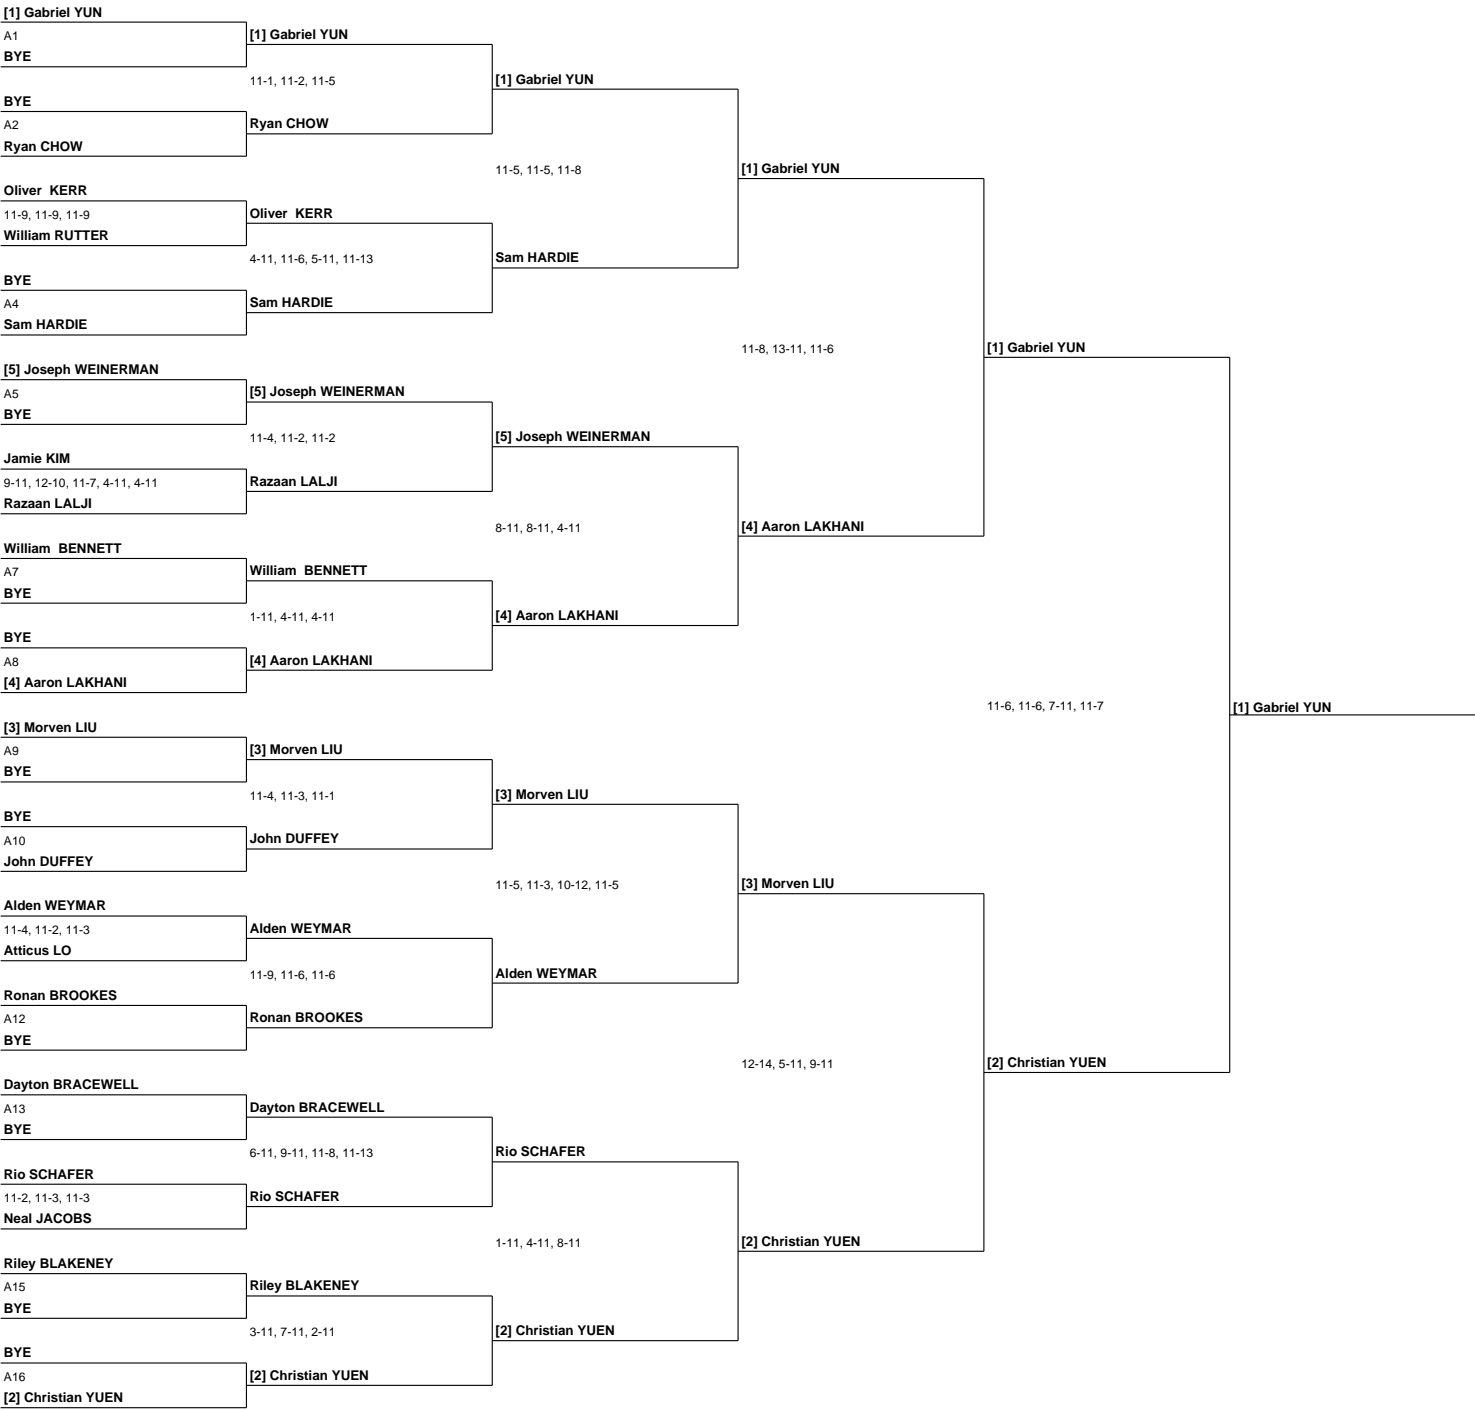 [1] Gabriel YUN
A1
BYE
BYE
A2
Ryan CHOW
Oliver  KERR
11-9, 11-9, 11-9
William RUTTER
BYE
A4
Sam HARDIE
[5] Joseph WEINERMAN
A5
BYE
Jamie KIM
9-11, 12-10, 11-7, 4-11, 4-11
Razaan LALJI
William  BENNETT
A7
BYE
BYE
A8
[4] Aaron LAKHANI
[3] Morven LIU
A9
BYE
BYE
A10
John DUFFEY
Alden WEYMAR
11-4, 11-2, 11-3
Atticus LO
Ronan BROOKES
A12
BYE
Dayton BRACEWELL
A13
BYE
Rio SCHAFER
11-2, 11-3, 11-3
Neal JACOBS
Riley BLAKENEY
A15
BYE
BYE
A16
[2] Christian YUEN
[1] Gabriel YUN
11-1, 11-2, 11-5
Ryan CHOW
Oliver  KERR
4-11, 11-6, 5-11, 11-13
Sam HARDIE
[5] Joseph WEINERMAN
11-4, 11-2, 11-2
Razaan LALJI
William  BENNETT
1-11, 4-11, 4-11
[4] Aaron LAKHANI
[3] Morven LIU
11-4, 11-3, 11-1
John DUFFEY
Alden WEYMAR
11-9, 11-6, 11-6
Ronan BROOKES
Dayton BRACEWELL
6-11, 9-11, 11-8, 11-13
Rio SCHAFER
Riley BLAKENEY
3-11, 7-11, 2-11
[2] Christian YUEN
[1] Gabriel YUN
11-5, 11-5, 11-8
Sam HARDIE
[5] Joseph WEINERMAN
8-11, 8-11, 4-11
[4] Aaron LAKHANI
[3] Morven LIU
11-5, 11-3, 10-12, 11-5
Alden WEYMAR
Rio SCHAFER
1-11, 4-11, 8-11
[2] Christian YUEN
[1] Gabriel YUN
11-8, 13-11, 11-6
[4] Aaron LAKHANI
[3] Morven LIU
12-14, 5-11, 9-11
[2] Christian YUEN
[1] Gabriel YUN
11-6, 11-6, 7-11, 11-7
[2] Christian YUEN
[1] Gabriel YUN